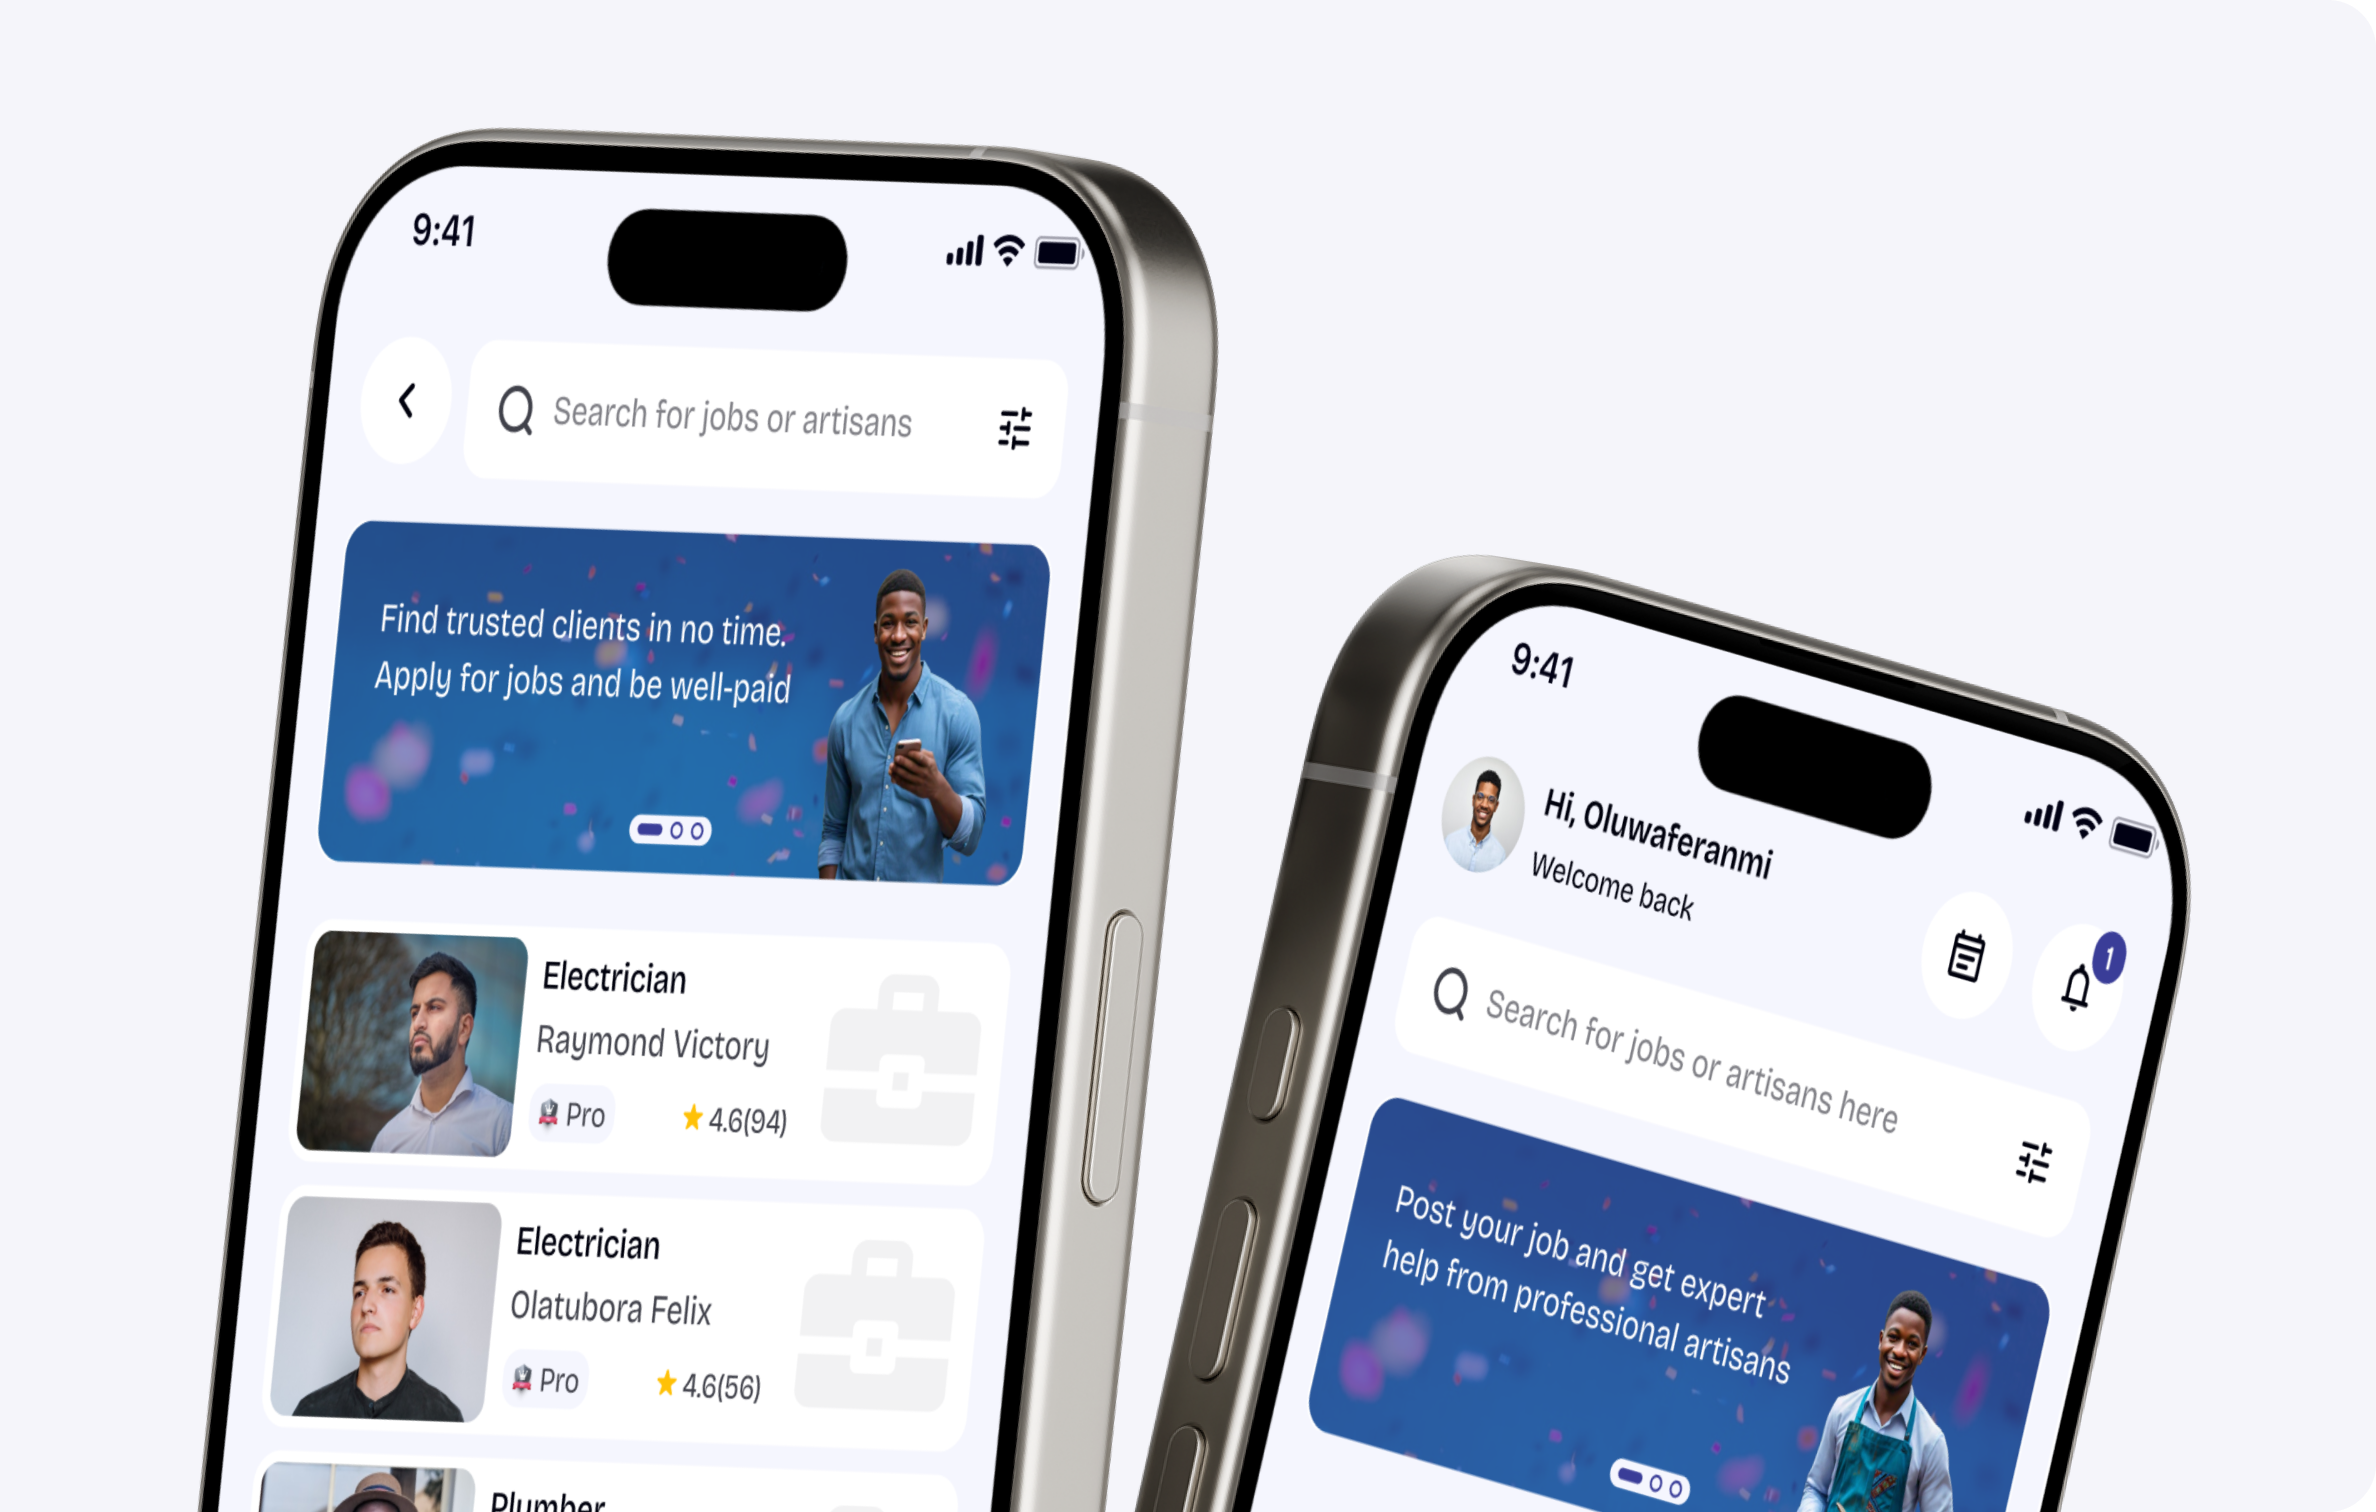 9:41
Search for jobs or artisans
Find trusted clients in no time.
Apply for jobs and be well-paid
Electrician
Raymond Victory
Pro
4.6(94)
Electrician
Olatubora Felix
Pro
4.6(56)
Plumber
9:41
Hi, Oluwaferanmi
Welcome back
1
Search for jobs or artisans here
Post your job and get expert
help from professional artisans